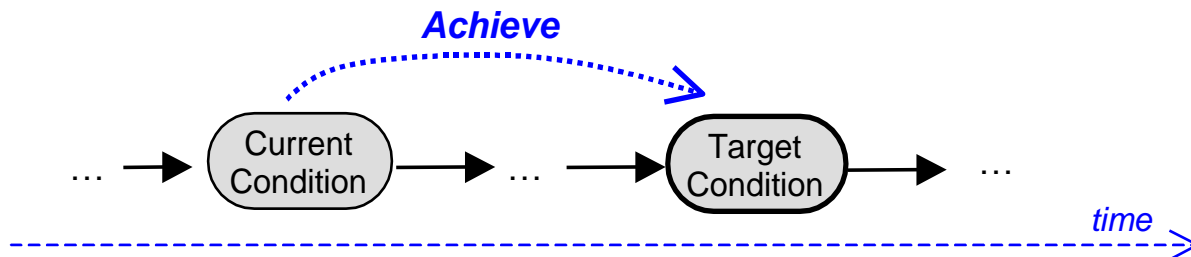 Achieve
Current
Condition
Target
Condition
… … …
time